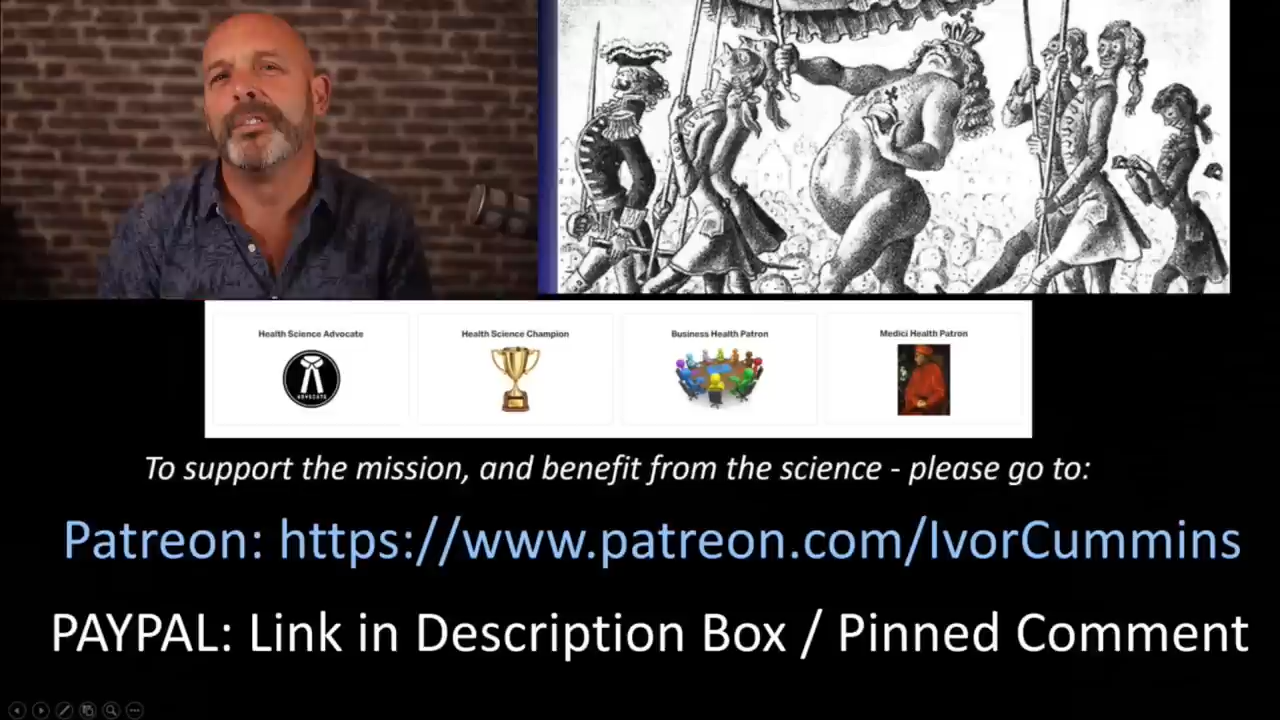 Health Science Advocate
Health Science Champion
Business Health Patron
Medici Health Patron
ADVOCATE
To support the mission, and benefit from the science - please go to:
Patreon: https://www.patreon.com/IvorCummins
PAYPAL: Link in Description Box / Pinned Comment